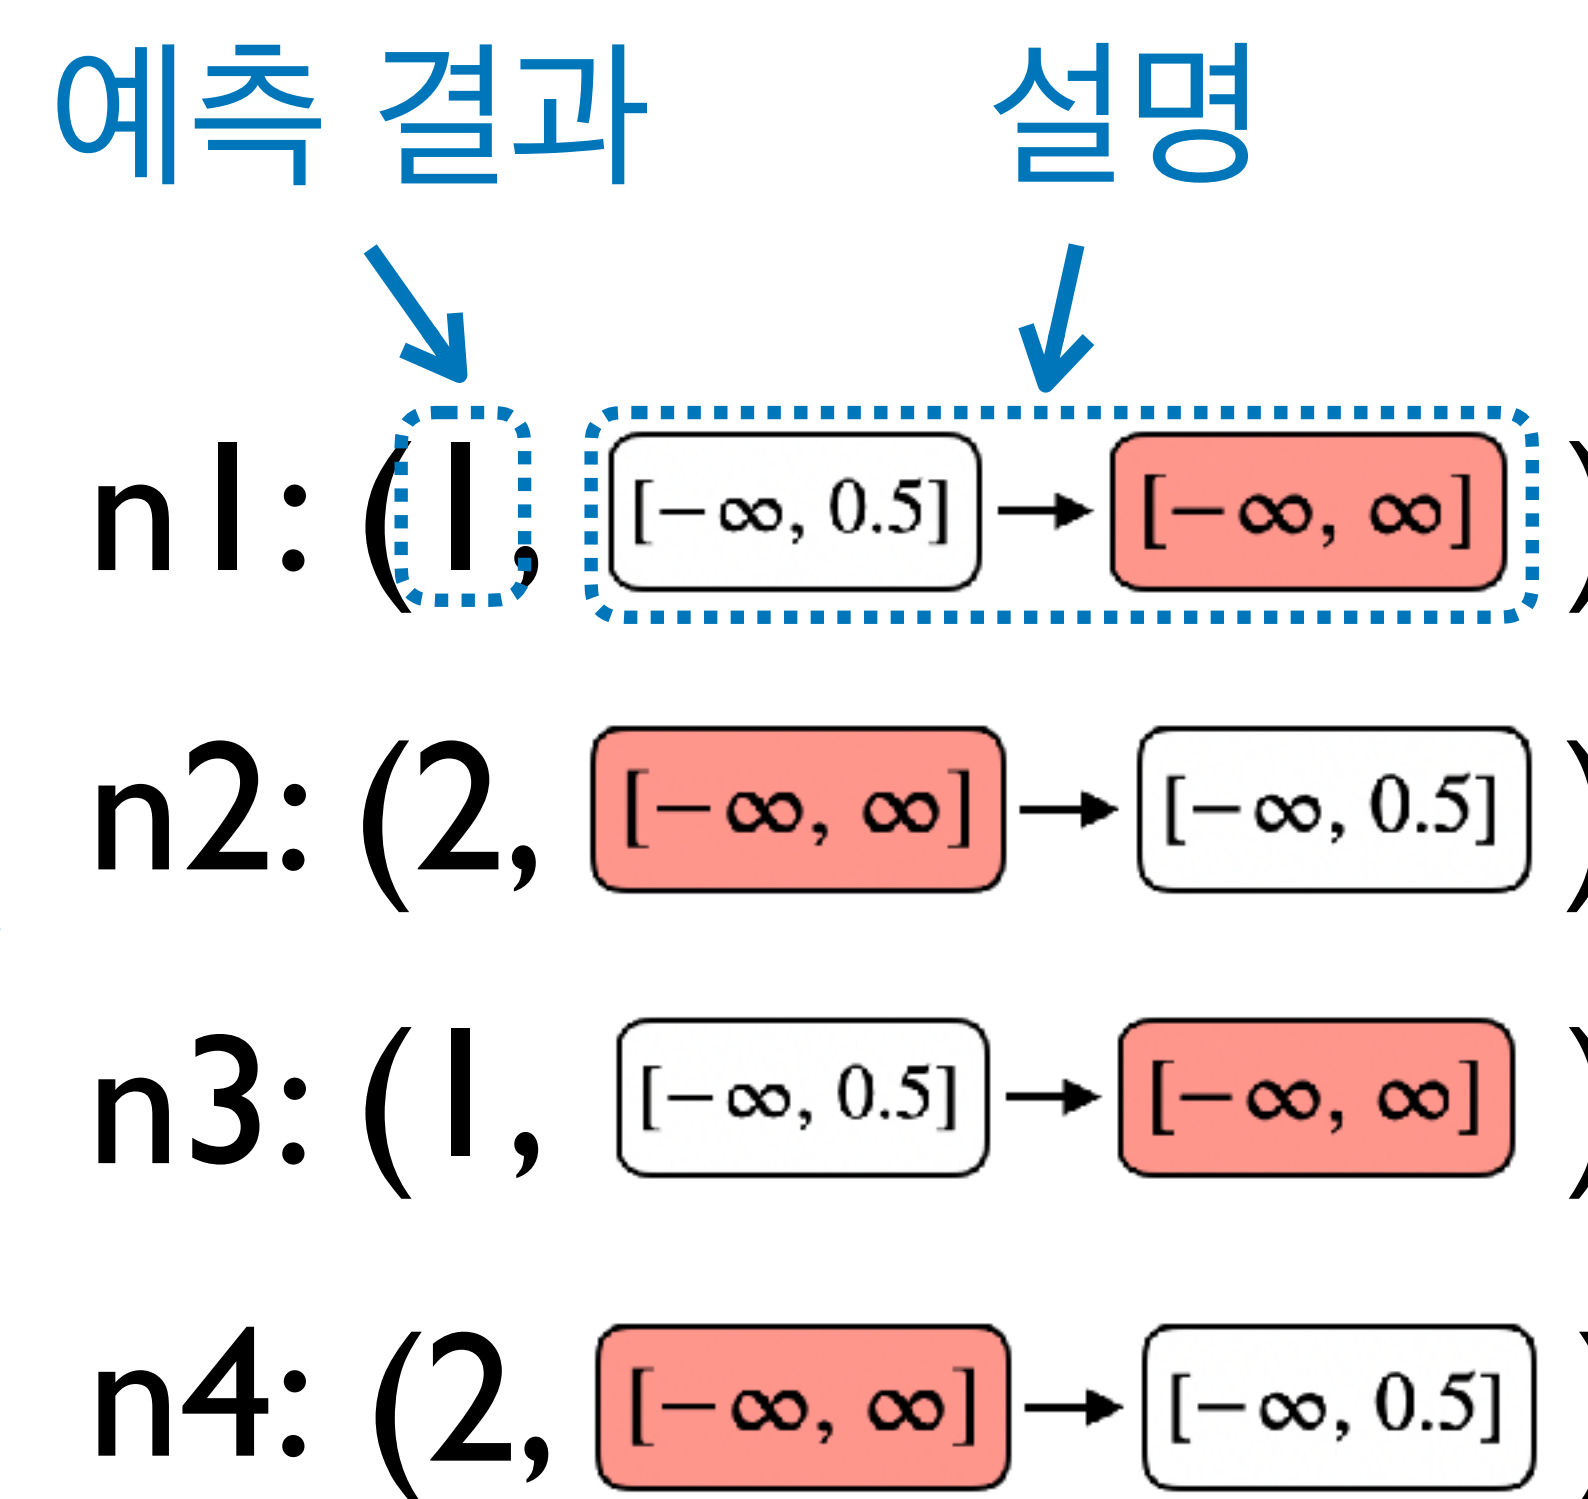 예측 결과 설명
n1: (1, [−∞, 0.5] → [−∞, ∞] )
n2: (2, [−∞, ∞] → [−∞, 0.5] )
n3: (1, [−∞, 0.5] → [−∞, ∞] )
n4: (2, [−∞, ∞] → [−∞, 0.5] )